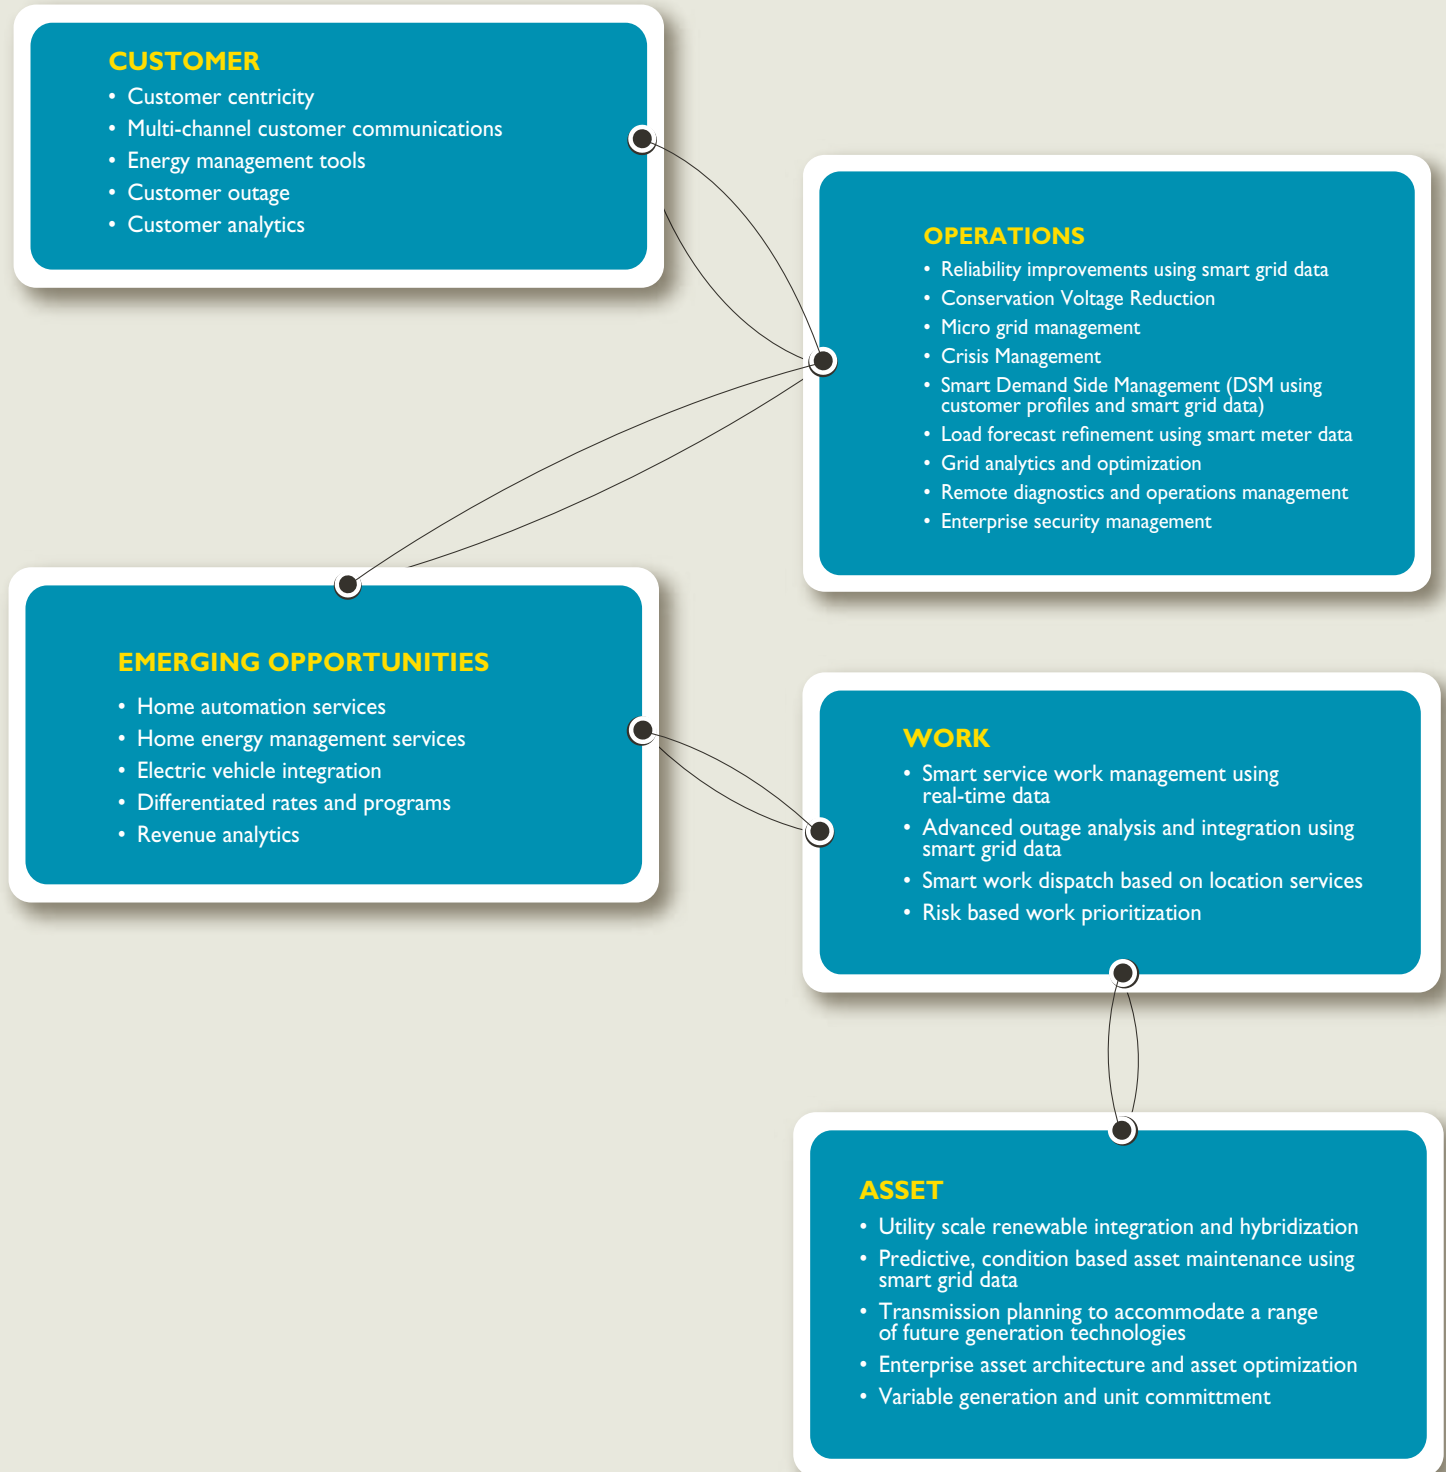 CUSTOMER
• Customer centricity
• Multi-channel customer communications
• Energy management tools
• Customer outage
• Customer analytics
OPERATIONS
• Reliability improvements using smart grid data
• Conservation Voltage Reduction
• Micro grid management
• Crisis Management
• Smart Demand Side Management (DSM using
customer profiles and smart grid data)
• Load forecast refinement using smart meter data
• Grid analytics and optimization
• Remote diagnostics and operations management
• Enterprise security management
EMERGING OPPORTUNITIES
• Home automation services
• Home energy management services
• Electric vehicle integration
• Differentiated rates and programs
• Revenue analytics
WORK
• Smart service work management using
real-time data
• Advanced outage analysis and integration using
smart grid data
• Smart work dispatch based on location services
• Risk based work prioritization
ASSET
• Utility scale renewable integration and hybridization
• Predictive, condition based asset maintenance using
smart grid data
• Transmission planning to accommodate a range
of future generation technologies
• Enterprise asset architecture and asset optimization
• Variable generation and unit committment